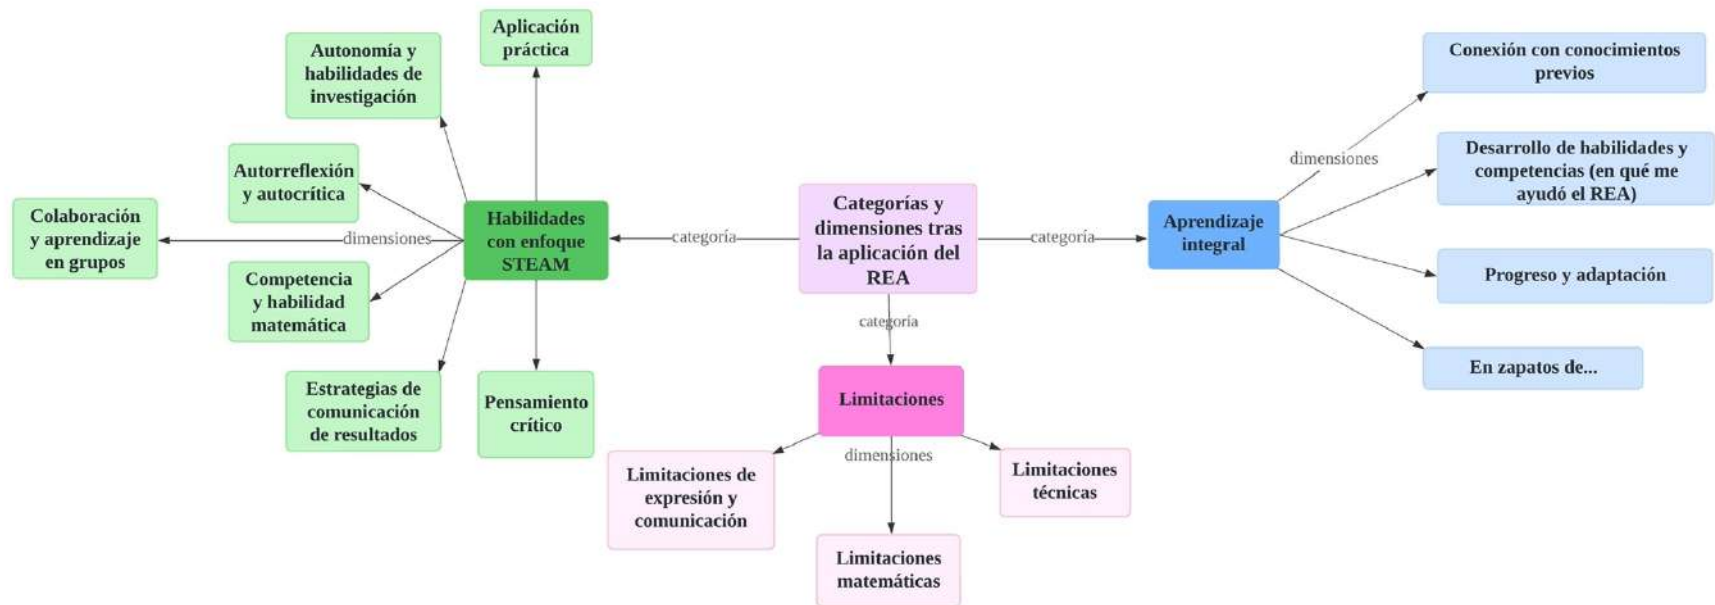 Aplicación
práctica
Autonomía y
habilidades de
investigación
Autorreflexión
y autocrítica
Colaboración
y aprendizaje
en grupos
dimensiones
Competencia
y habilidad
matemática
Estrategias de
comunicación
de resultados
Pensamiento
crítico
Habilidades
con enfoque
STEAM
categoría
Categorías y
dimensiones tras
la aplicación del
REA
categoría
Aprendizaje
integral
dimensiones
Conexión con conocimientos
previos
Desarrollo de habilidades y
competencias (en qué me
ayudó el REA)
Progreso y adaptación
En zapatos de...
categoría
Limitaciones
dimensiones
Limitaciones de
expresión y
comunicación
Limitaciones
matemáticas
Limitaciones
técnicas